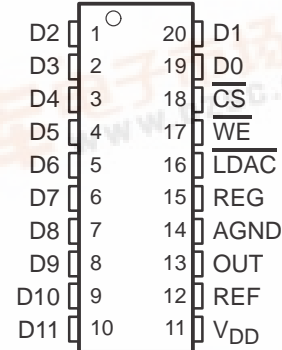 D2 1 20 D1
D3 2 19 D0
D4 3 18 CS
D5 4 17 WE
D6 5 16 LDAC
D7 6 15 REG
D8 7 14 AGND
D9 8 13 OUT
D10 9 12 REF
D11 10 11 VDD